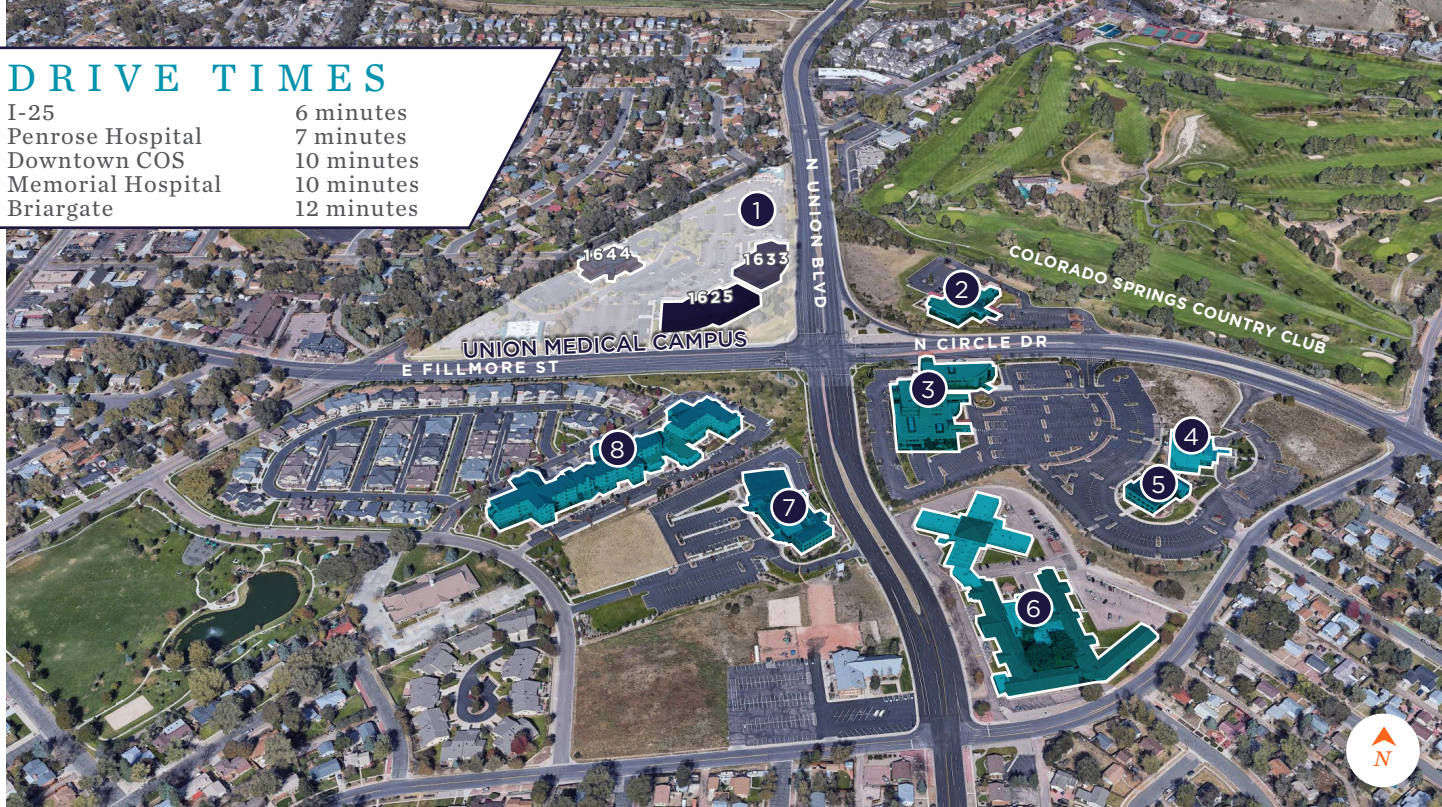 DRIVE TIMES
I-25 6 minutes
Penrose Hospital 7 minutes
Downtown COS 10 minutes
Memorial Hospital 10 minutes
Briargate 12 minutes
1
N UNION BLVD
1644
1633
1625
UNION MEDICAL CAMPUS
E FILLMORE ST
2
COLORADO SPRINGS COUNTRY CLUB
N CIRCLE DR
3
4
5
8
7
6
N